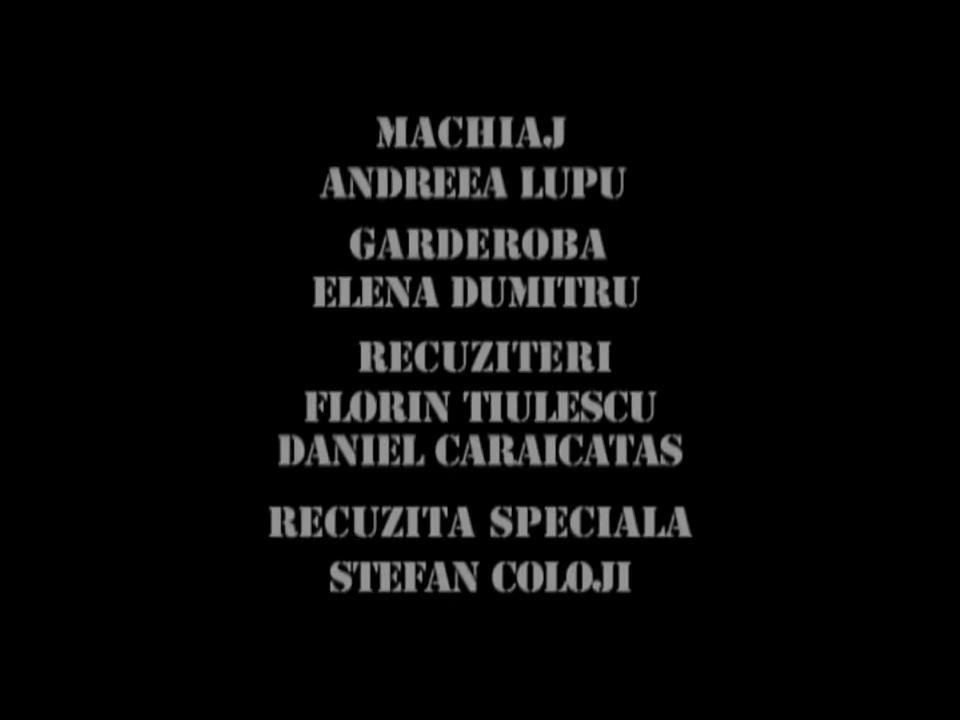 MACHIAJ
ANDREEA LUPU
GARDEROBA
ELENA DUMITRU
RECUZITERI
FLORIN TIULESCU
DANIEL CARAICATAS
RECUZITA SPECIALA
STEFAN COLOJI